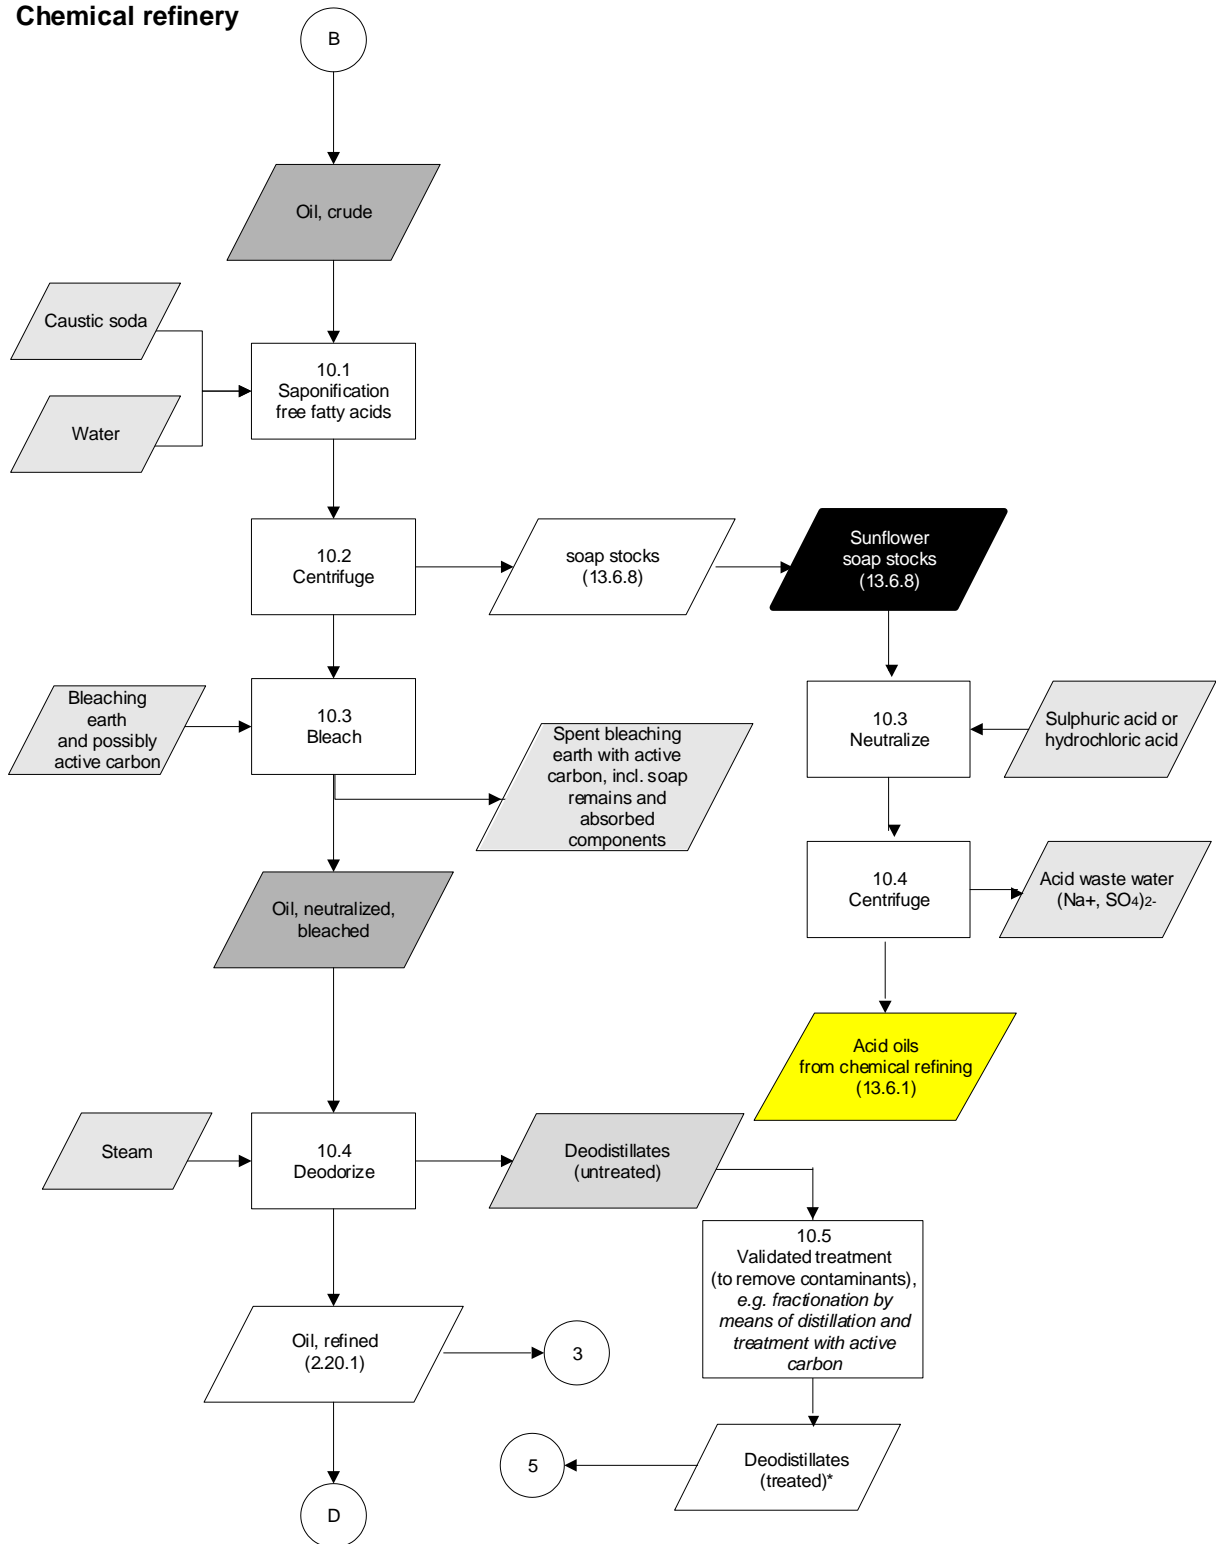 Chemical refinery
B
Oil, crude
Caustic soda
Water
10.1
Saponification
free fatty acids
10.2
Centrifuge
soap stocks
(13.6.8)
Sunflower
soap stocks
(13.6.8)
Bleaching
earth
and possibly
active carbon
10.3
Bleach
Spent bleaching
earth with active
carbon, incl. soap
remains and
absorbed
components
10.3
Neutralize
Sulphuric acid or
hydrochloric acid
10.4
Centrifuge
Acid waste water
(Na+, SO4)2-
Oil, neutralized,
bleached
Acid oils
from chemical refining
(13.6.1)
Steam
10.4
Deodorize
Deodistillates
(untreated)
10.5
Validated treatment
(to remove contaminants),
e.g. fractionation by
means of distillation and
treatment with active
carbon
Oil, refined
(2.20.1)
3
5
Deodistillates
(treated)*
D